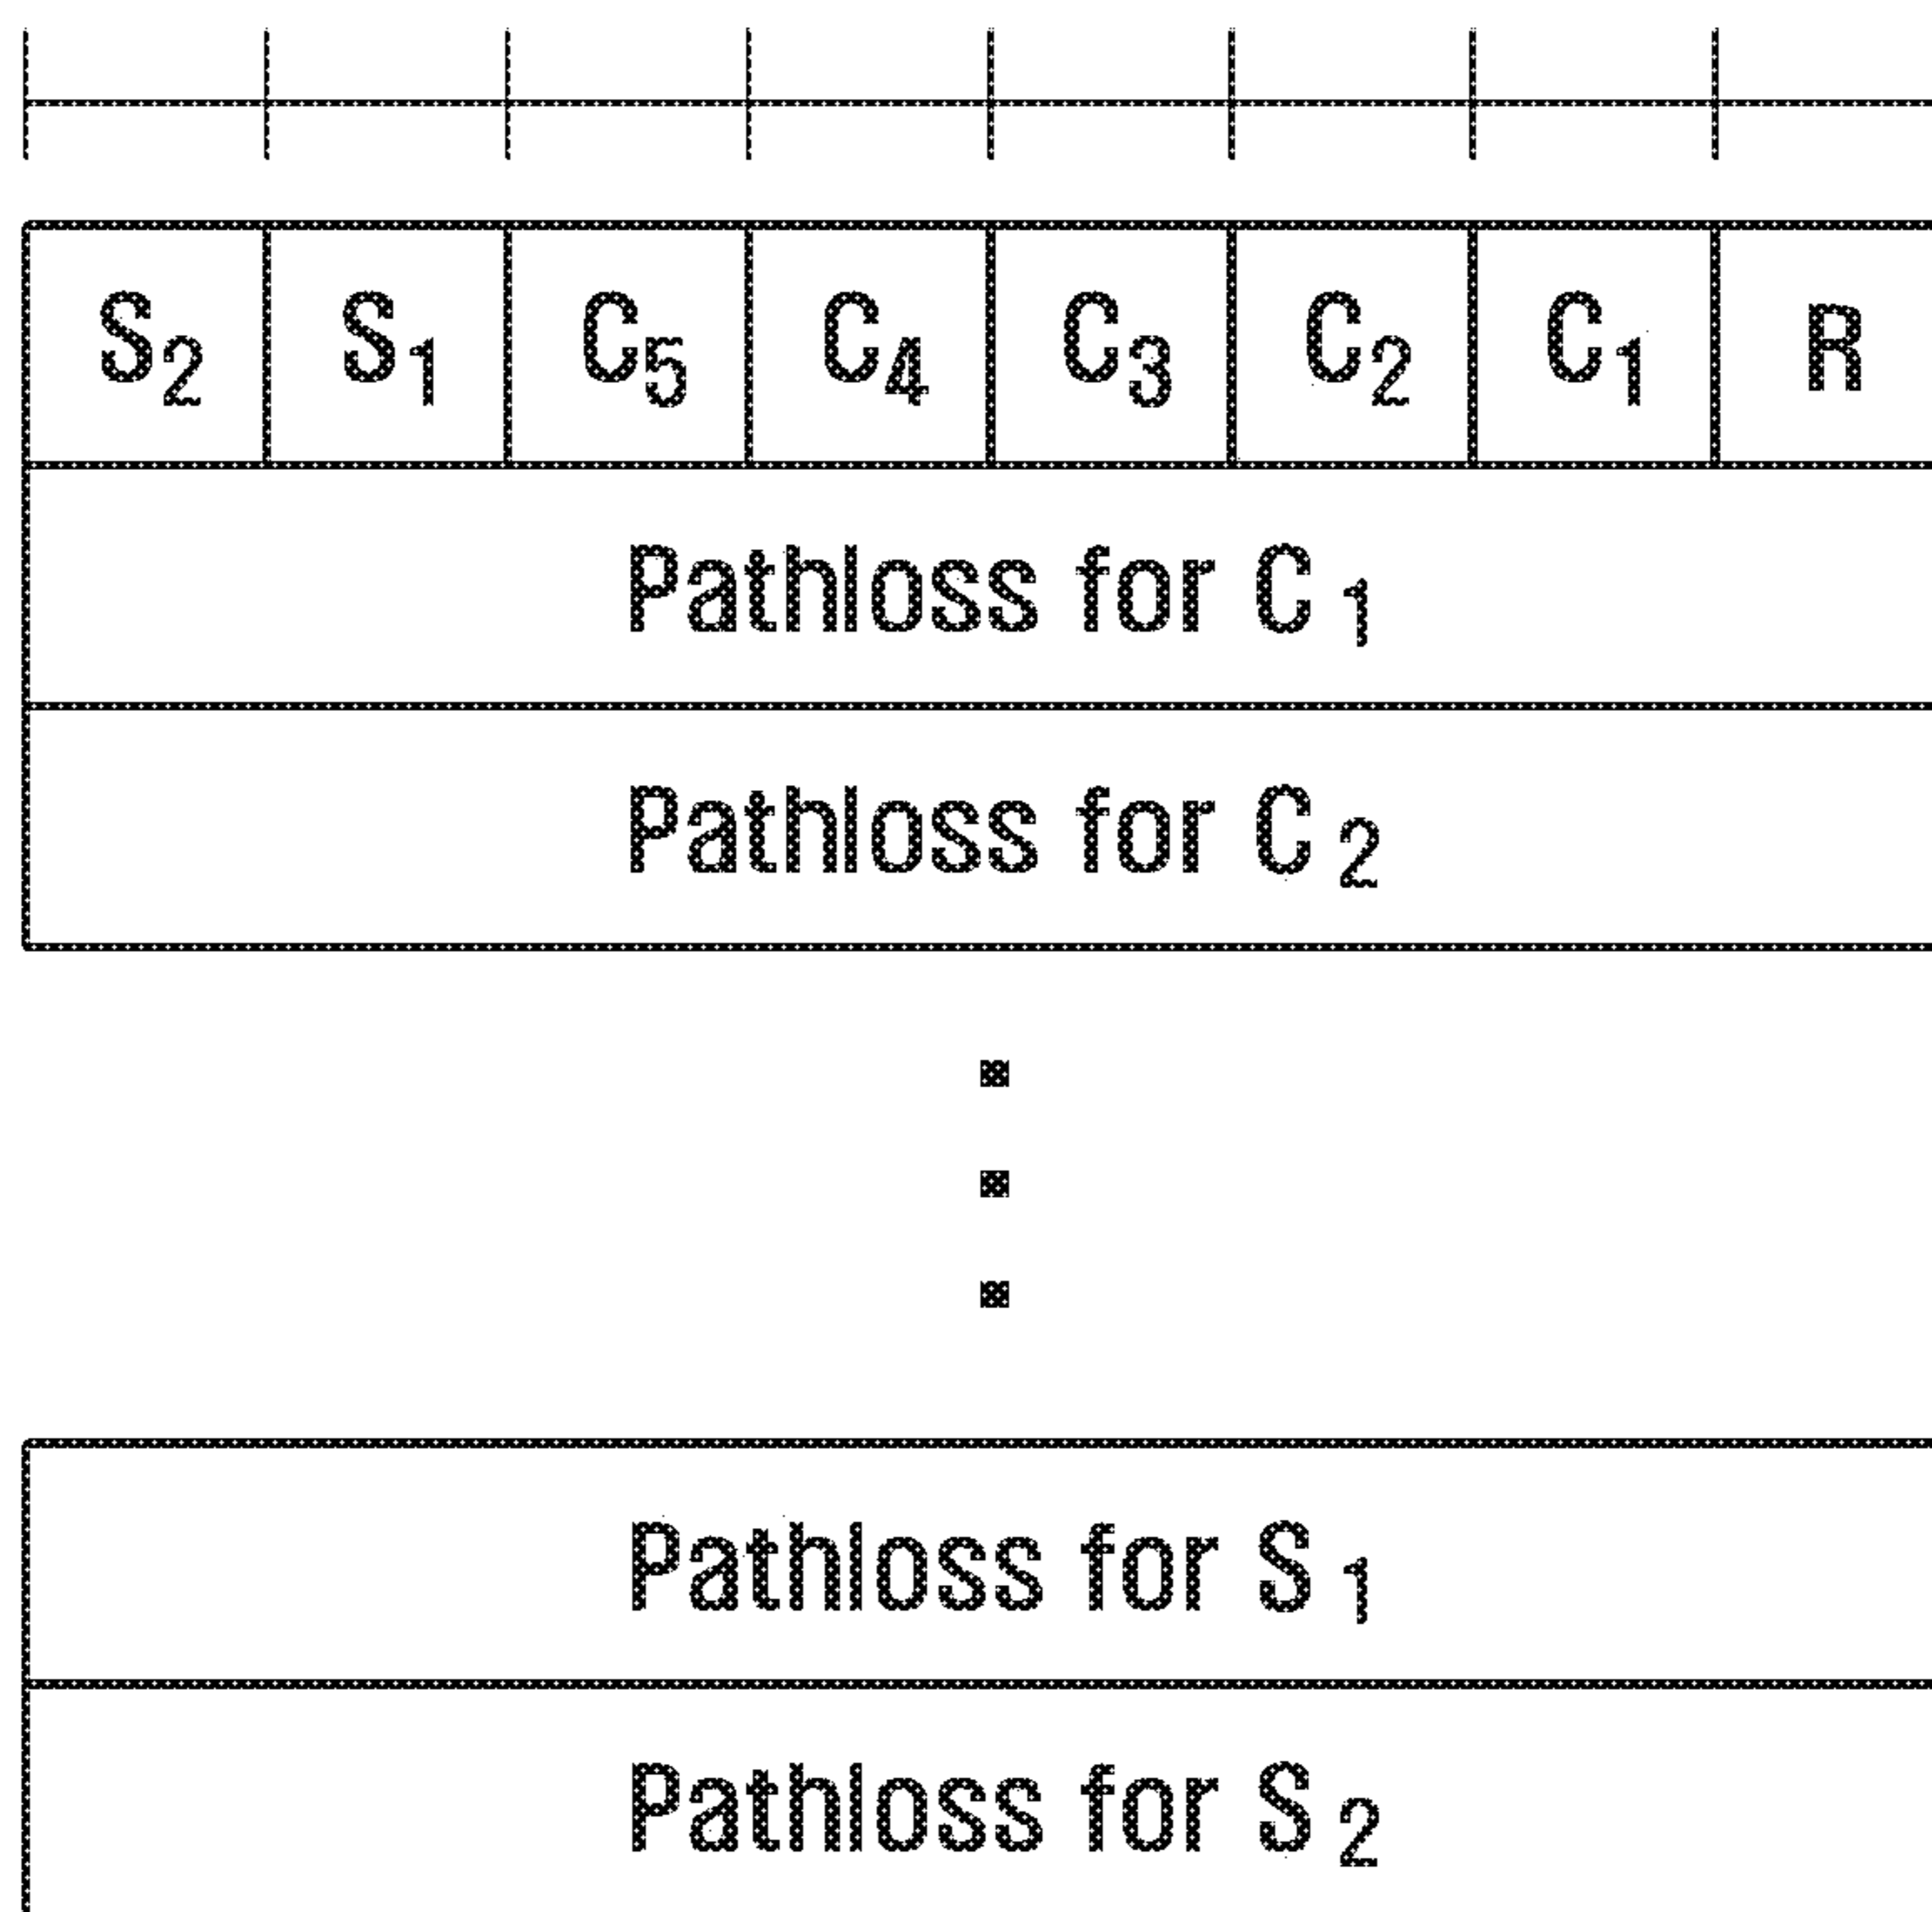 S₂ S₁ C₅ C₄ C₃ C₂ C₁ R
Pathloss for C ₁
Pathloss for C ₂
Pathloss for S ₁
Pathloss for S ₂